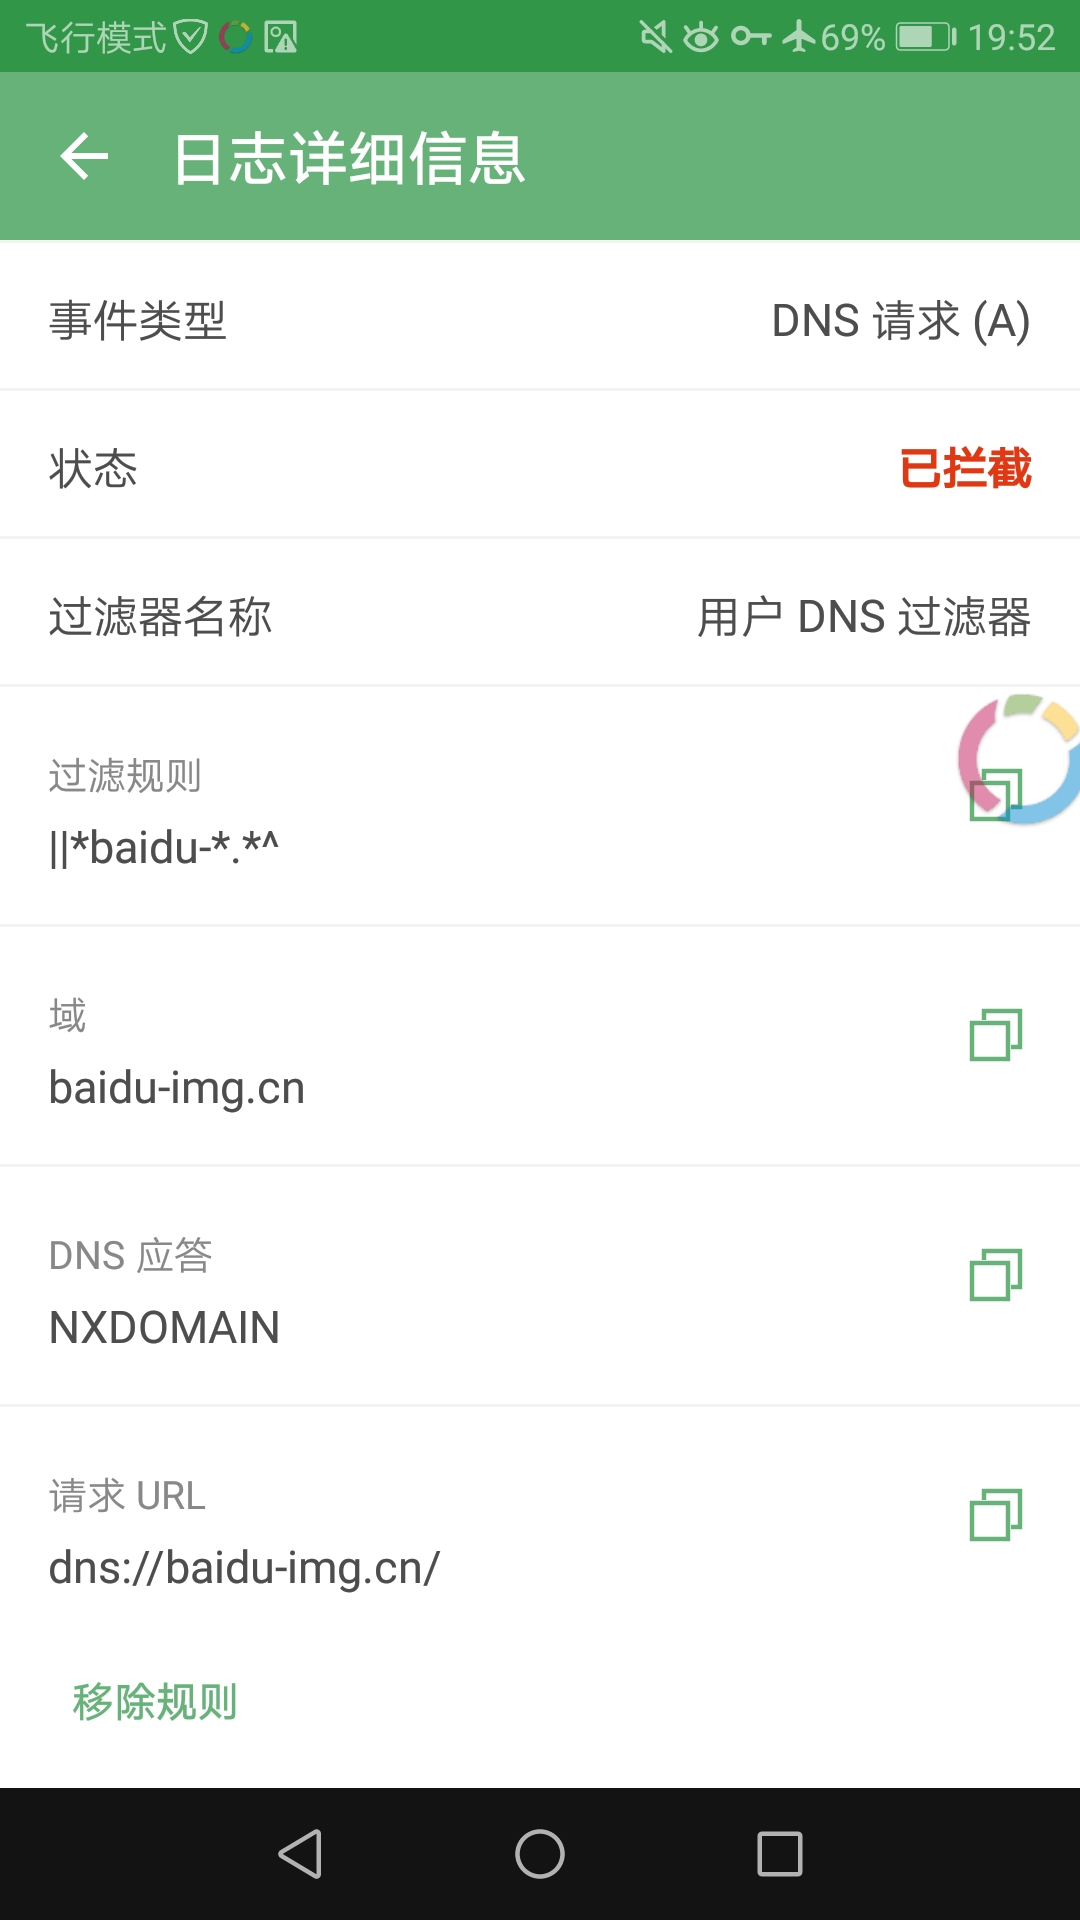 飞行模式 69% 19:52
日志详细信息
事件类型 DNS 请求 (A)
状态 已拦截
过滤器名称 用户 DNS 过滤器
过滤规则
||*baidu-*.*^
域
baidu-img.cn
DNS 应答
NXDOMAIN
请求 URL
dns://baidu-img.cn/
移除规则